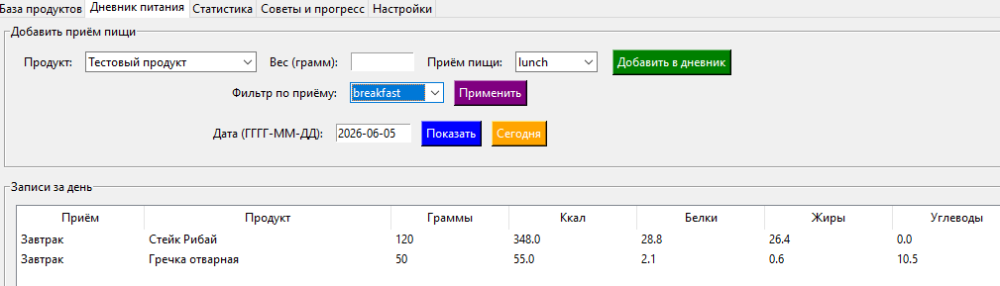 База продуктов Дневник питания Статистика Советы и прогресс Настройки
Добавить приём пищи
Продукт: Тестовый продукт Вес (грамм): Приём пищи: lunch Добавить в дневник
Фильтр по приёму: breakfast Применить
Дата (ГГГГ-ММ-ДД): 2026-06-05 Показать Сегодня
Записи за день
Приём Продукт Граммы Ккал Белки Жиры Углеводы
Завтрак Стейк Рибай 120 348.0 28.8 26.4 0.0
Завтрак Гречка отварная 50 55.0 2.1 0.6 10.5